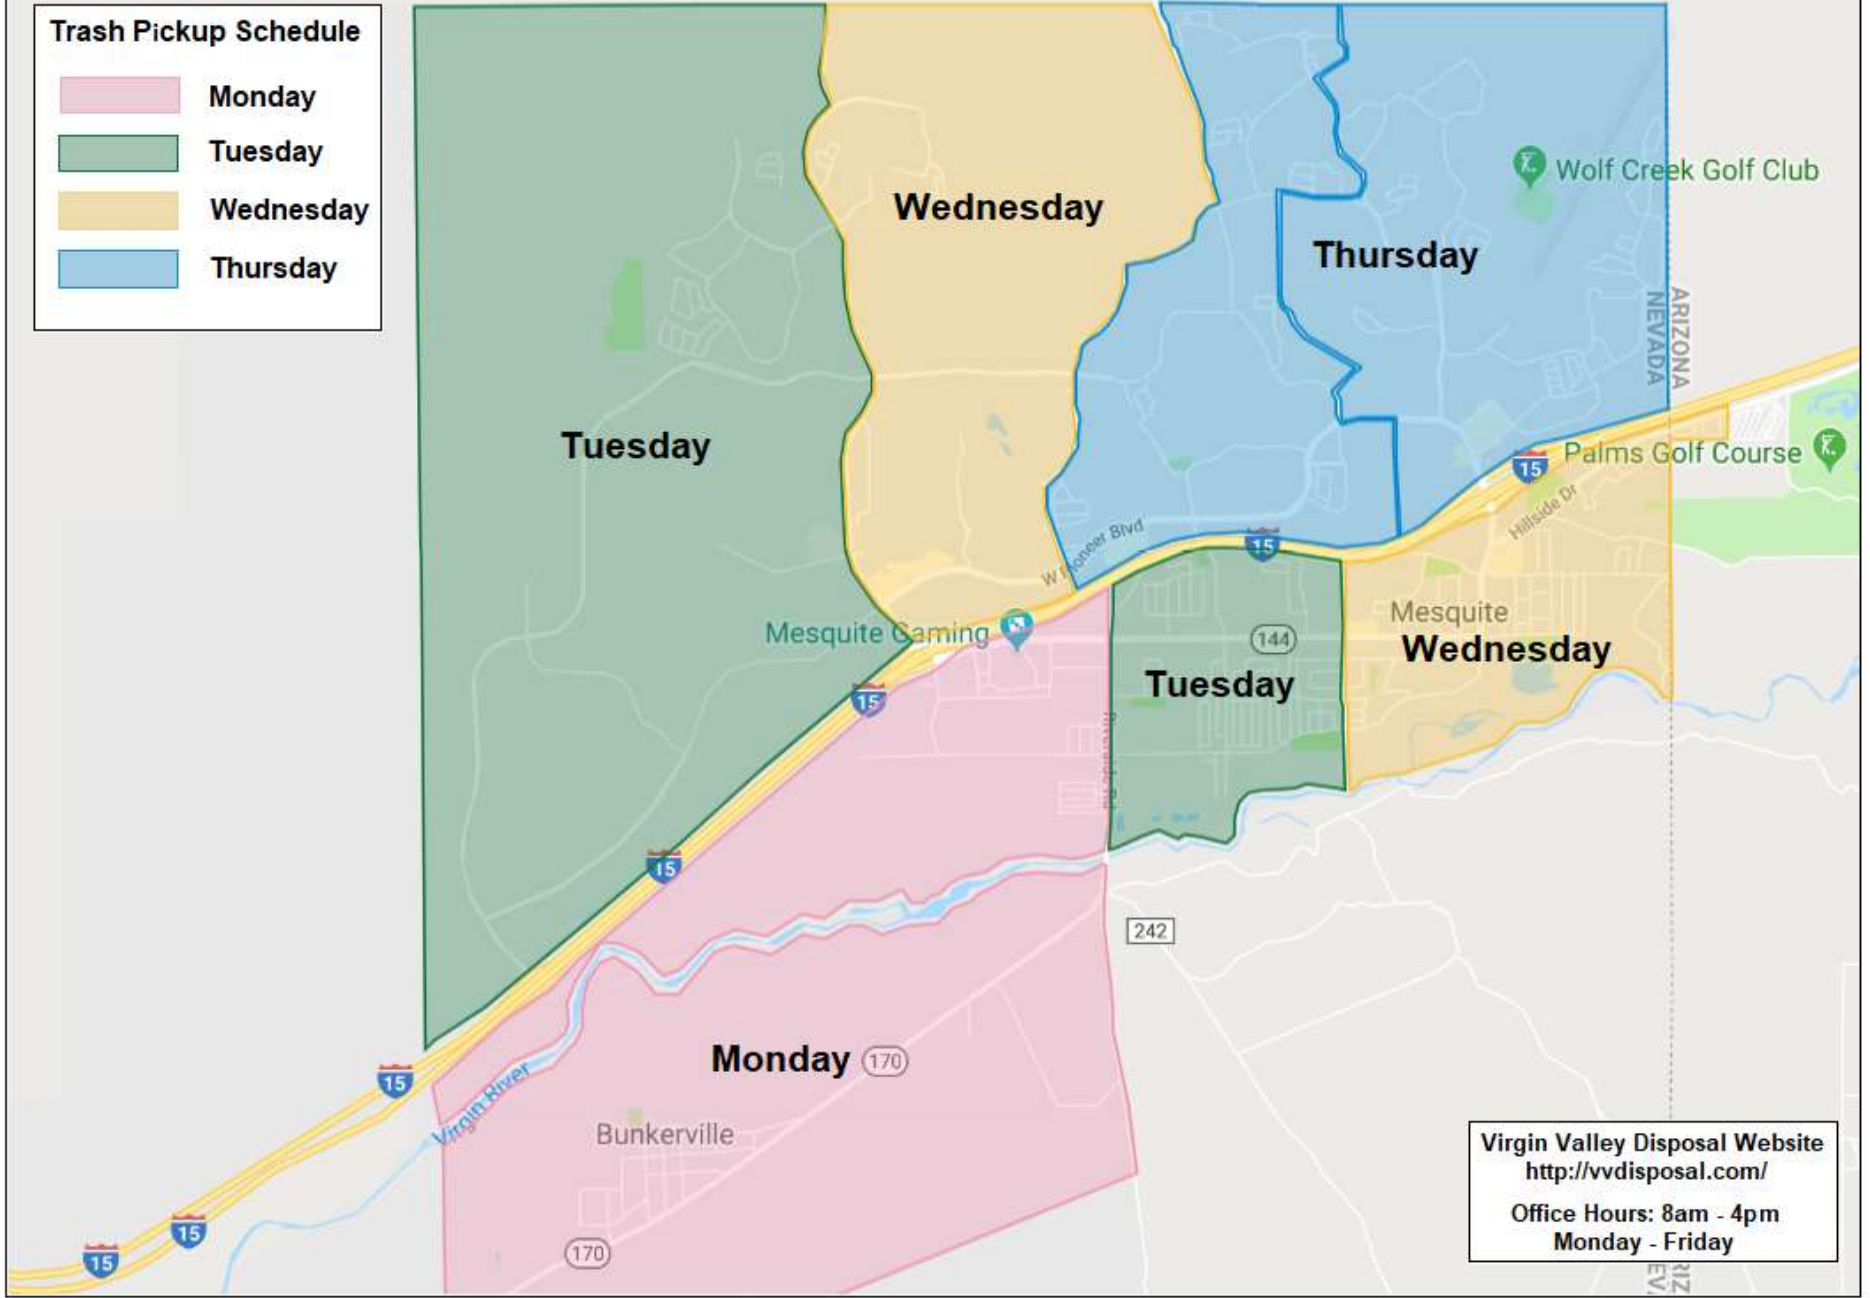 Trash Pickup Schedule
Monday
Tuesday
Wednesday
Thursday
Wednesday
Thursday
Wolf Creek Golf Club
ARIZONA
NEVADA
Tuesday
15
Palms Golf Course
Hillside Dr
W Pioneer Blvd
15
Mesquite Gaming
144
Mesquite
Wednesday
Tuesday
15
15
242
Monday
170
15
Virgin River
Bunkerville
170
15
15
Virgin Valley Disposal Website
http://vvdisposal.com/
Office Hours: 8am - 4pm
Monday - Friday